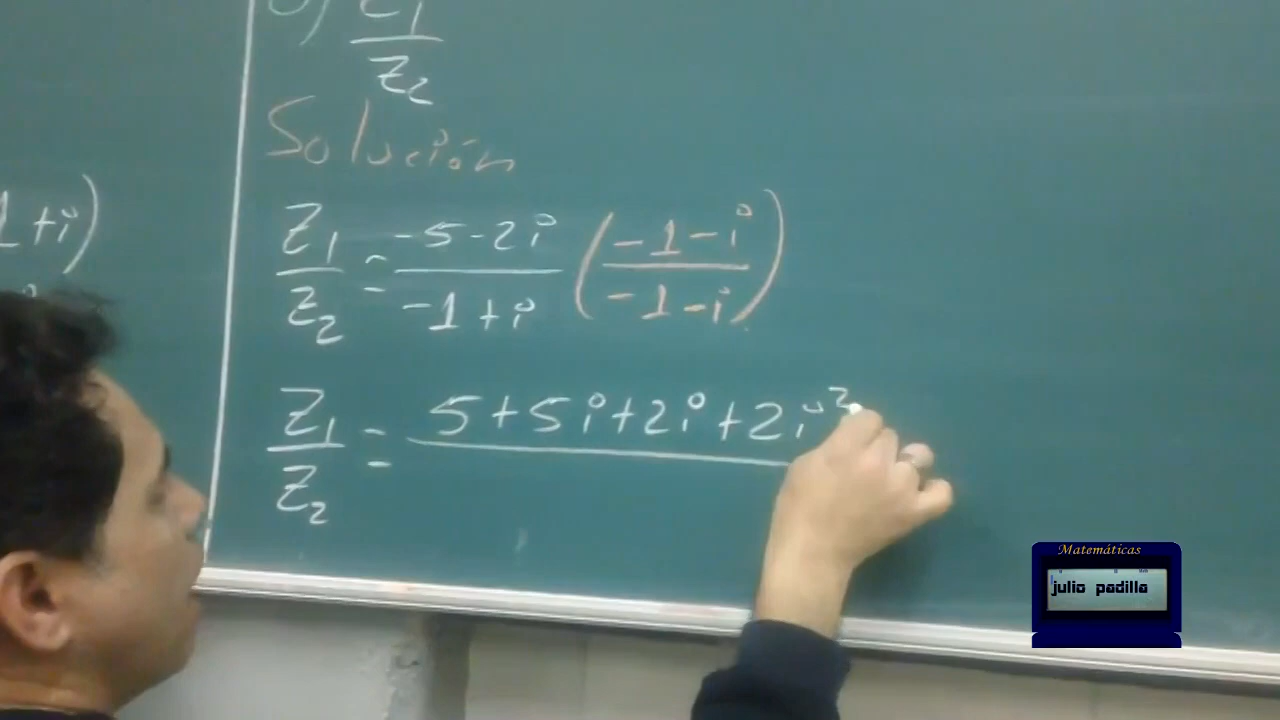 Z1
Z2
Solución
Z1/Z2 = -5-2i/-1+i (-1-i/-1-i)
1+i)
Z1/Z2 = 5+5i+2i+2i²
Matemáticas
julio padilla